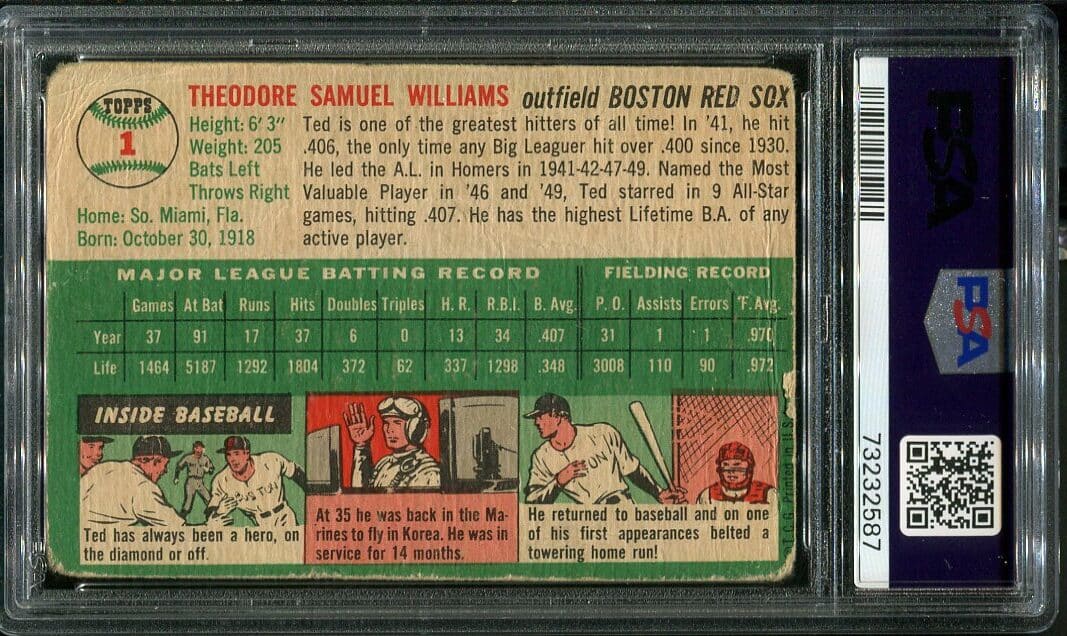 TOPPS
1
THEODORE SAMUEL WILLIAMS outfield BOSTON RED SOX
Height: 6' 3"
Weight: 205
Bats Left
Throws Right
Home: So. Miami, Fla.
Born: October 30, 1918
Ted is one of the greatest hitters of all time! In '41, he hit
.406, the only time any Big Leaguer hit over .400 since 1930.
He led the A.L. in Homers in 1941-42-47-49. Named the Most
Valuable Player in '46 and '49, Ted starred in 9 All-Star
games, hitting .407. He has the highest Lifetime B.A. of any
active player.
MAJOR LEAGUE BATTING RECORD FIELDING RECORD
Games At Bat Runs Hits Doubles Triples H. R. R.B.I. B. Avg. P. O. Assists Errors F. Avg.
Year 37 91 17 37 6 0 13 34 .407 31 1 1 .970
Life 1464 5187 1292 1804 372 62 337 1298 .348 3008 110 90 .972
INSIDE BASEBALL
Ted has always been a hero, on
the diamond or off.
At 35 he was back in the Ma-
rines to fly in Korea. He was in
service for 14 months.
He returned to baseball and on one
of his first appearances belted a
towering home run!
T.C.G. Printed in U.S.
PSA
PSA
73232587